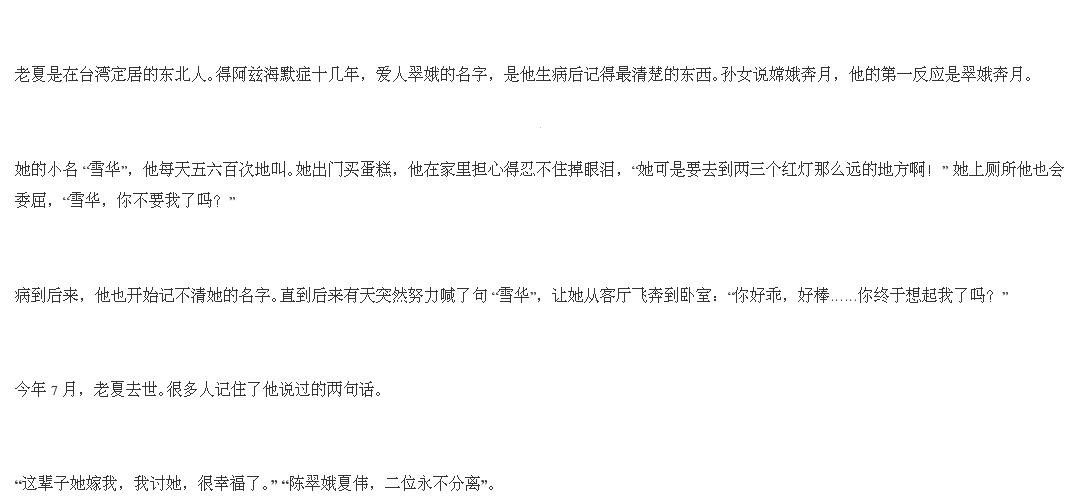 老夏是在台湾定居的东北人。得阿兹海默症十几年，爱人翠娥的名字，是他生病后记得最清楚的东西。孙女说嫦娥奔月，他的第一反应是翠娥奔月。
她的小名 “雪华”，他每天五六百次地叫。她出门买蛋糕，他在家里担心得忍不住掉眼泪，“她可是要去到两三个红灯那么远的地方啊！” 她上厕所他也会
委屈，“雪华，你不要我了吗？”
病到后来，他也开始记不清她的名字。直到后来有天突然努力喊了句 “雪华”，让她从客厅飞奔到卧室：“你好乖，好棒……你终于想起我了吗？”
今年 7 月，老夏去世。很多人记住了他说过的两句话。
“这辈子她嫁我，我讨她，很幸福了。” “陈翠娥夏伟，二位永不分离”。